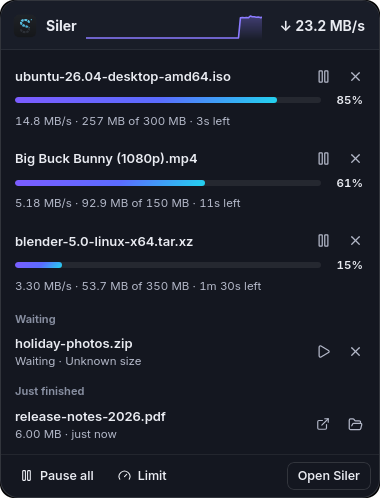 Siler
↓ 23.2 MB/s
ubuntu-26.04-desktop-amd64.iso
85%
14.8 MB/s · 257 MB of 300 MB · 3s left
Big Buck Bunny (1080p).mp4
61%
5.18 MB/s · 92.9 MB of 150 MB · 11s left
blender-5.0-linux-x64.tar.xz
15%
3.30 MB/s · 53.7 MB of 350 MB · 1m 30s left
Waiting
holiday-photos.zip
Waiting · Unknown size
Just finished
release-notes-2026.pdf
6.00 MB · just now
Pause all
Limit
Open Siler